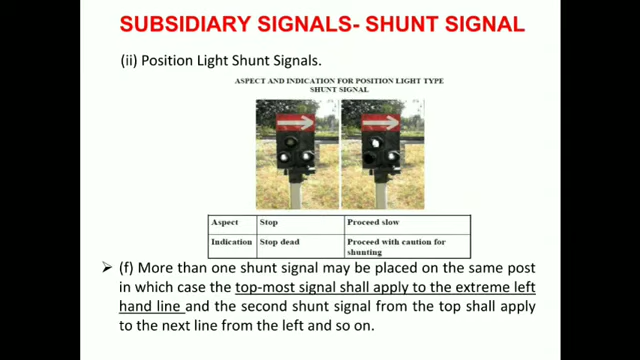 SUBSIDIARY SIGNALS- SHUNT SIGNAL
(ii) Position Light Shunt Signals.
ASPECT AND INDICATION FOR POSITION LIGHT TYPE
SHUNT SIGNAL
Aspect Stop Proceed slow
Indication Stop dead Proceed with caution for
shunting
➤ (f) More than one shunt signal may be placed on the same post
in which case the top-most signal shall apply to the extreme left
hand line and the second shunt signal from the top shall apply
to the next line from the left and so on.